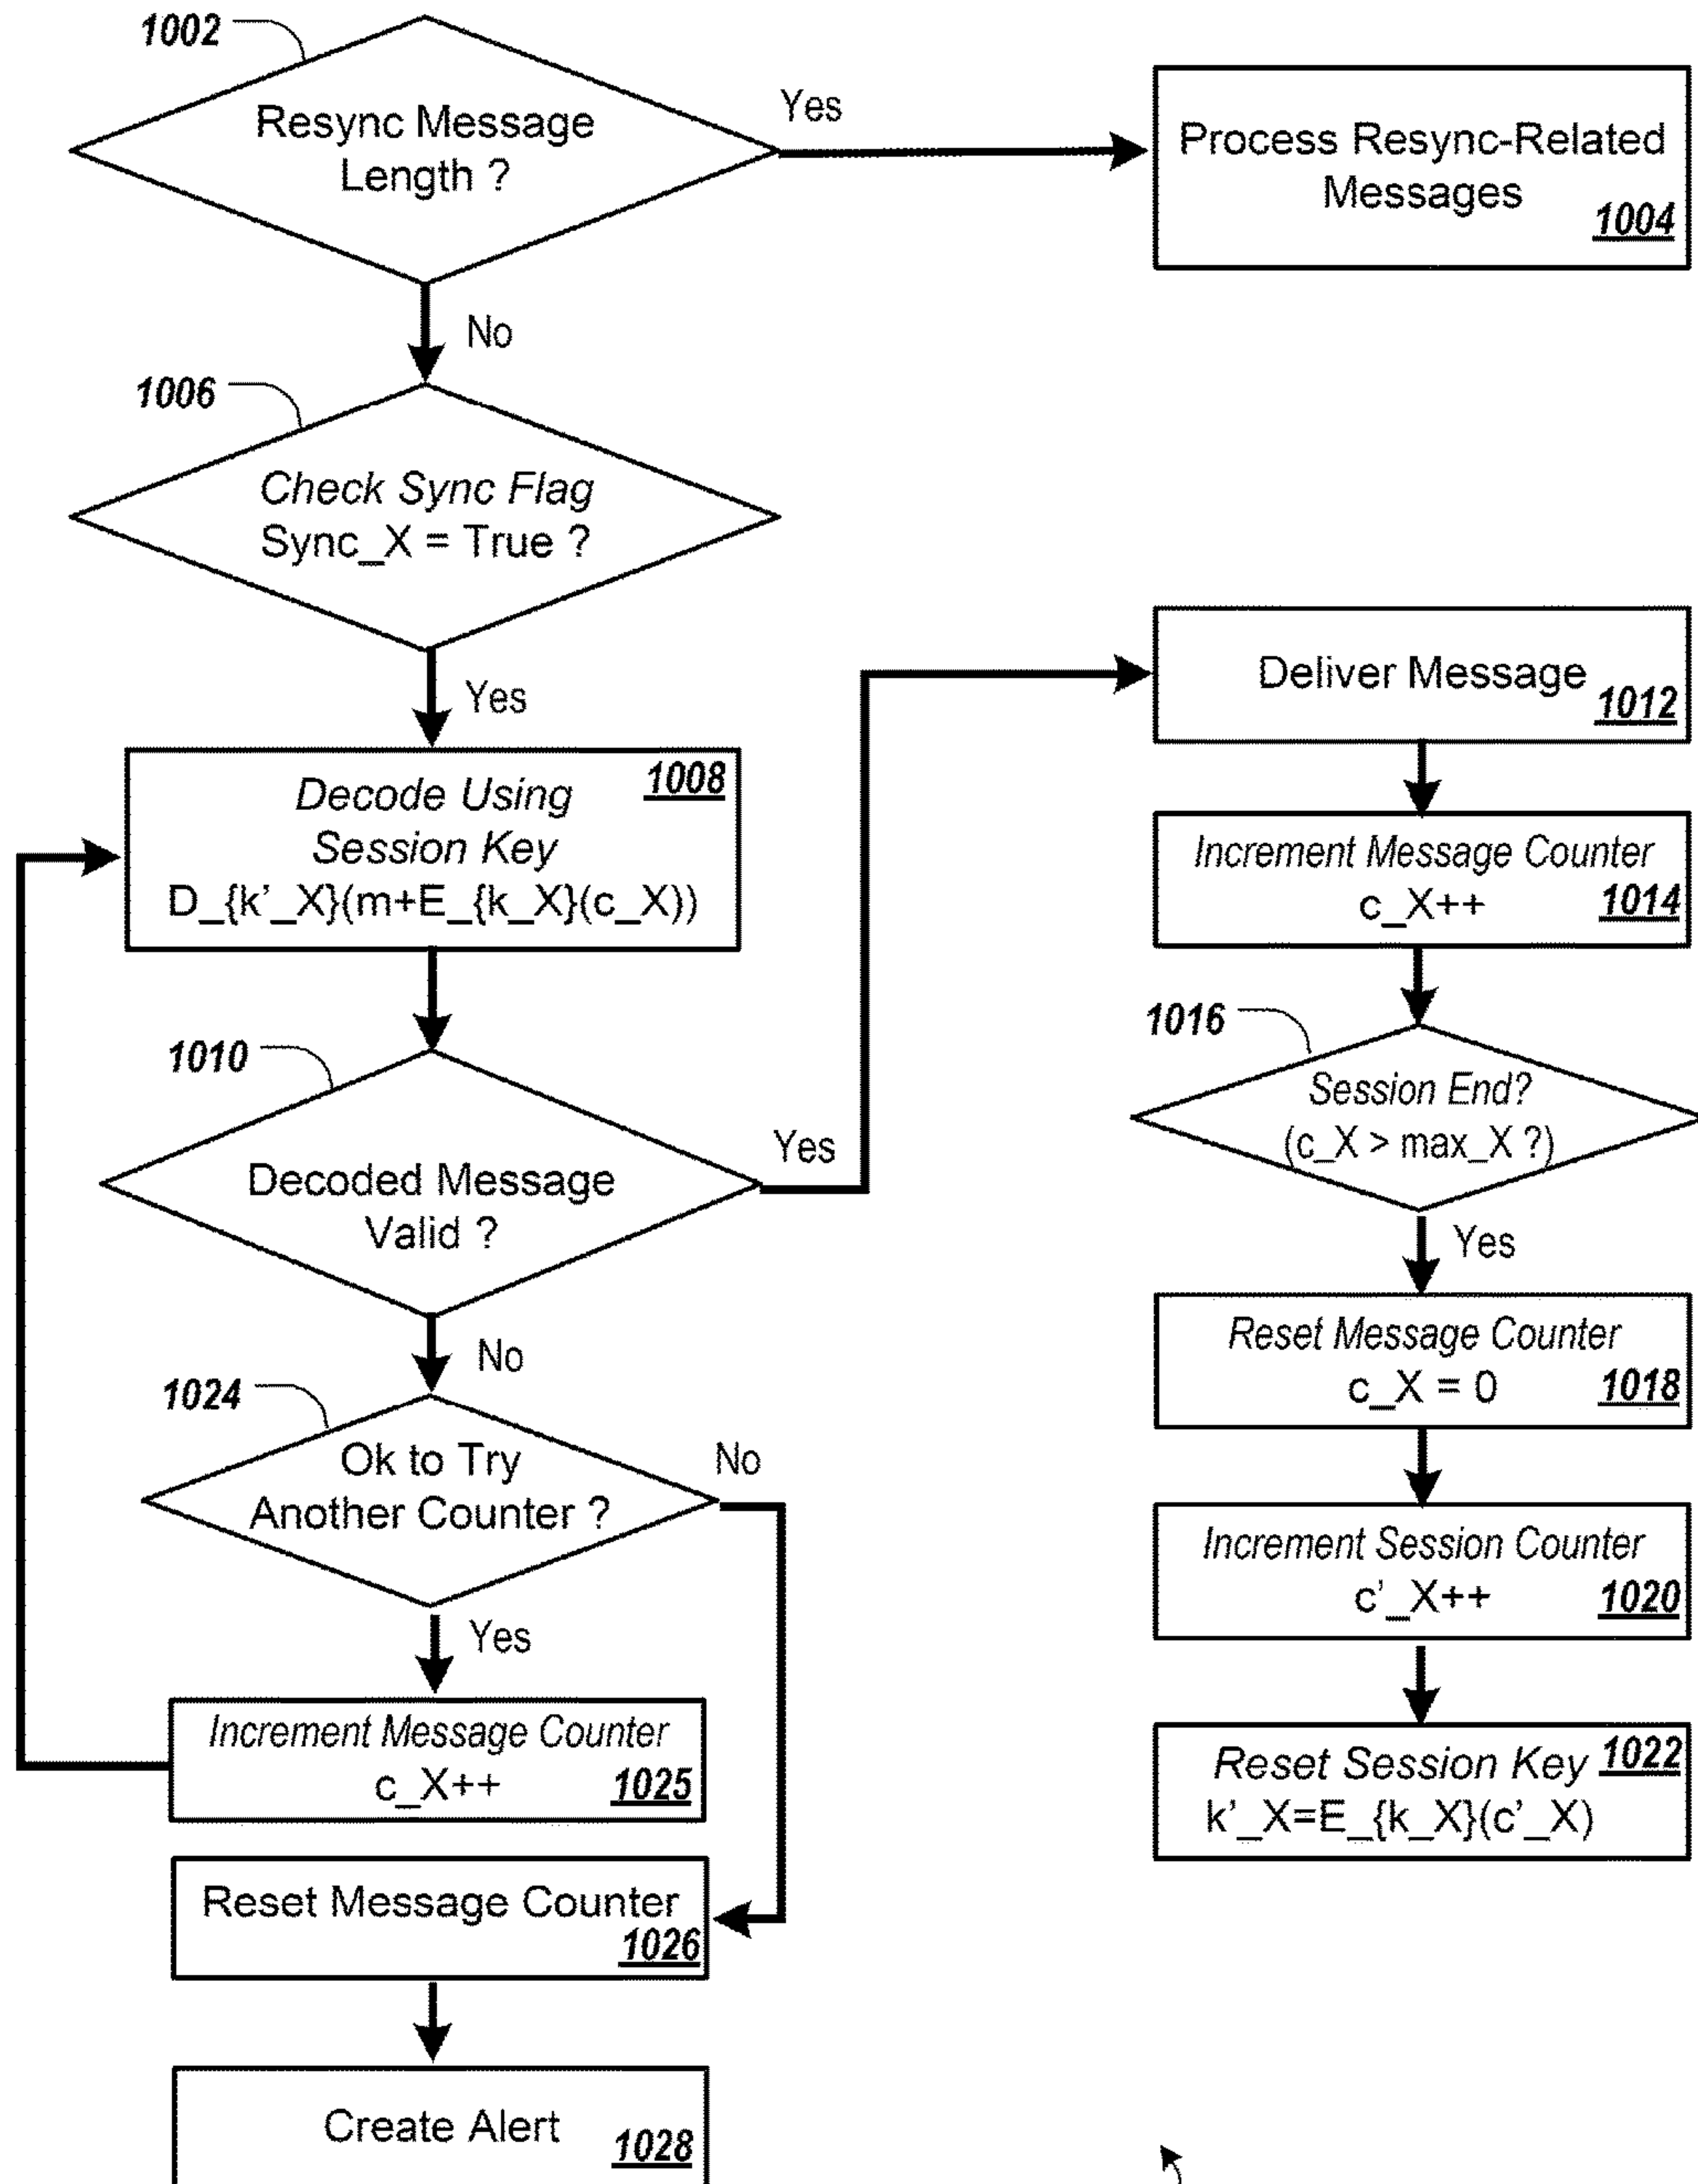 1002
Resync Message
Length ?
Yes
Process Resync-Related
Messages
1004
No
1006
Check Sync Flag
Sync_X = True ?
Yes
1008
Decode Using
Session Key
D_{k’_X}(m+E_{k_X}(c_X))
1010
Decoded Message
Valid ?
Yes
Deliver Message
1012
Increment Message Counter
c_X++
1014
1016
Session End?
(c_X > max_X ?)
Yes
Reset Message Counter
c_X = 0
1018
Increment Session Counter
c’_X++
1020
Reset Session Key
1022
k’_X=E_{k_X}(c’_X)
No
1024
Ok to Try
Another Counter ?
No
Yes
Increment Message Counter
c_X++
1025
Reset Message Counter
1026
Create Alert
1028